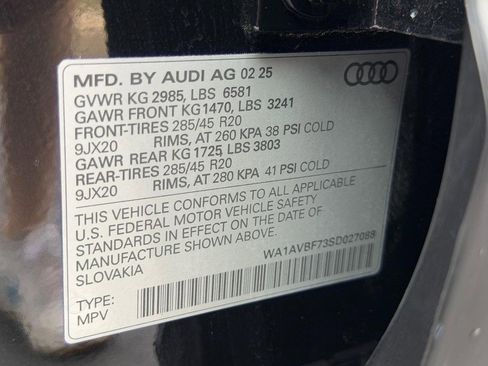 MFD. BY AUDI AG 02 25
GVWR KG 2985, LBS 6581
GAWR FRONT KG1470, LBS 3241
FRONT-TIRES 285/45 R20
9JX20 RIMS, AT 260 KPA 38 PSI COLD
GAWR REAR KG1725 LBS 3803
REAR-TIRES 285/45 R20
9JX20 RIMS, AT 280 KPA 41 PSI COLD
THIS VEHICLE CONFORMS TO ALL APPLICABLE
U.S. FEDERAL MOTOR VEHICLE SAFETY
STANDARDS IN EFFECT ON THE DATE OF
MANUFACTURE SHOWN ABOVE.
SLOVAKIA WA1AVBF73SD027088
TYPE:
MPV